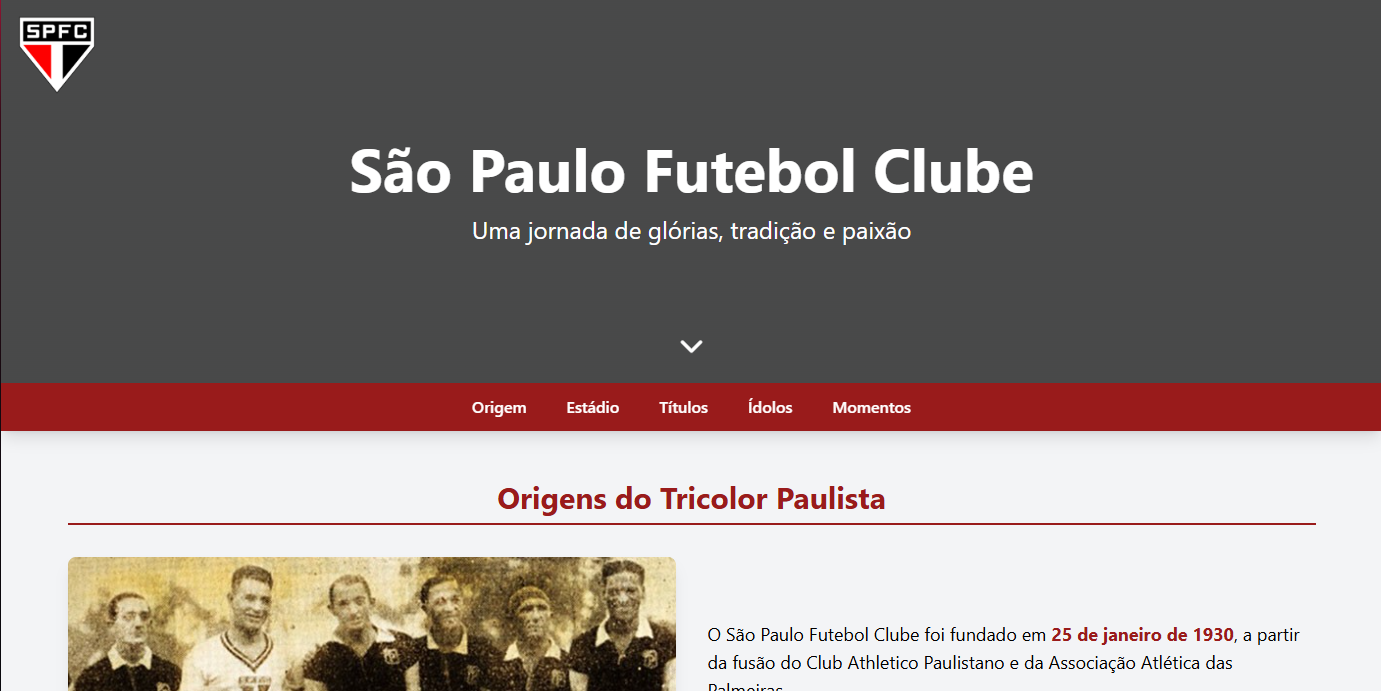 SPFC
São Paulo Futebol Clube
Uma jornada de glórias, tradição e paixão
Origem Estádio Títulos Ídolos Momentos
Origens do Tricolor Paulista
O São Paulo Futebol Clube foi fundado em 25 de janeiro de 1930, a partir
da fusão do Club Athletico Paulistano e da Associação Atlética das
Palmeiras